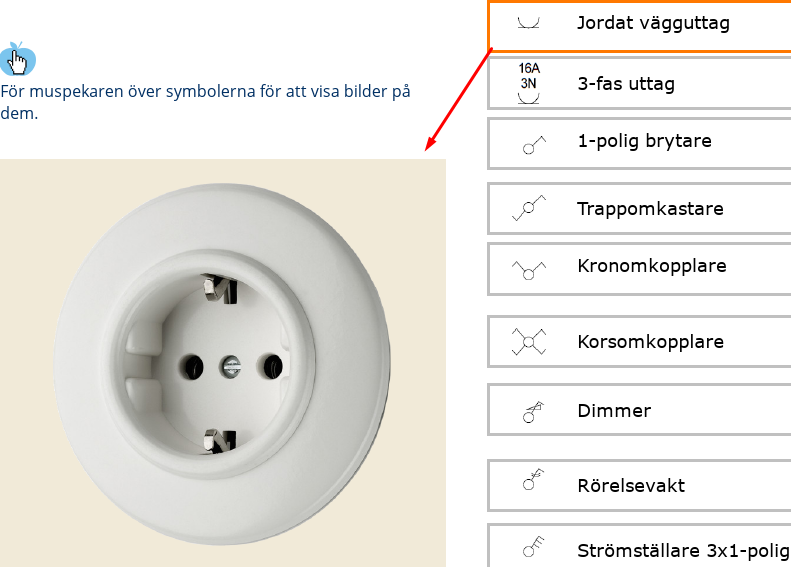 För muspekaren över symbolerna för att visa bilder på
dem.
Jordat vägguttag
16A
3N
3-fas uttag
1-polig brytare
Trappomkastare
Kronomkopplare
Korsomkopplare
Dimmer
Rörelsevakt
Strömställare 3x1-polig